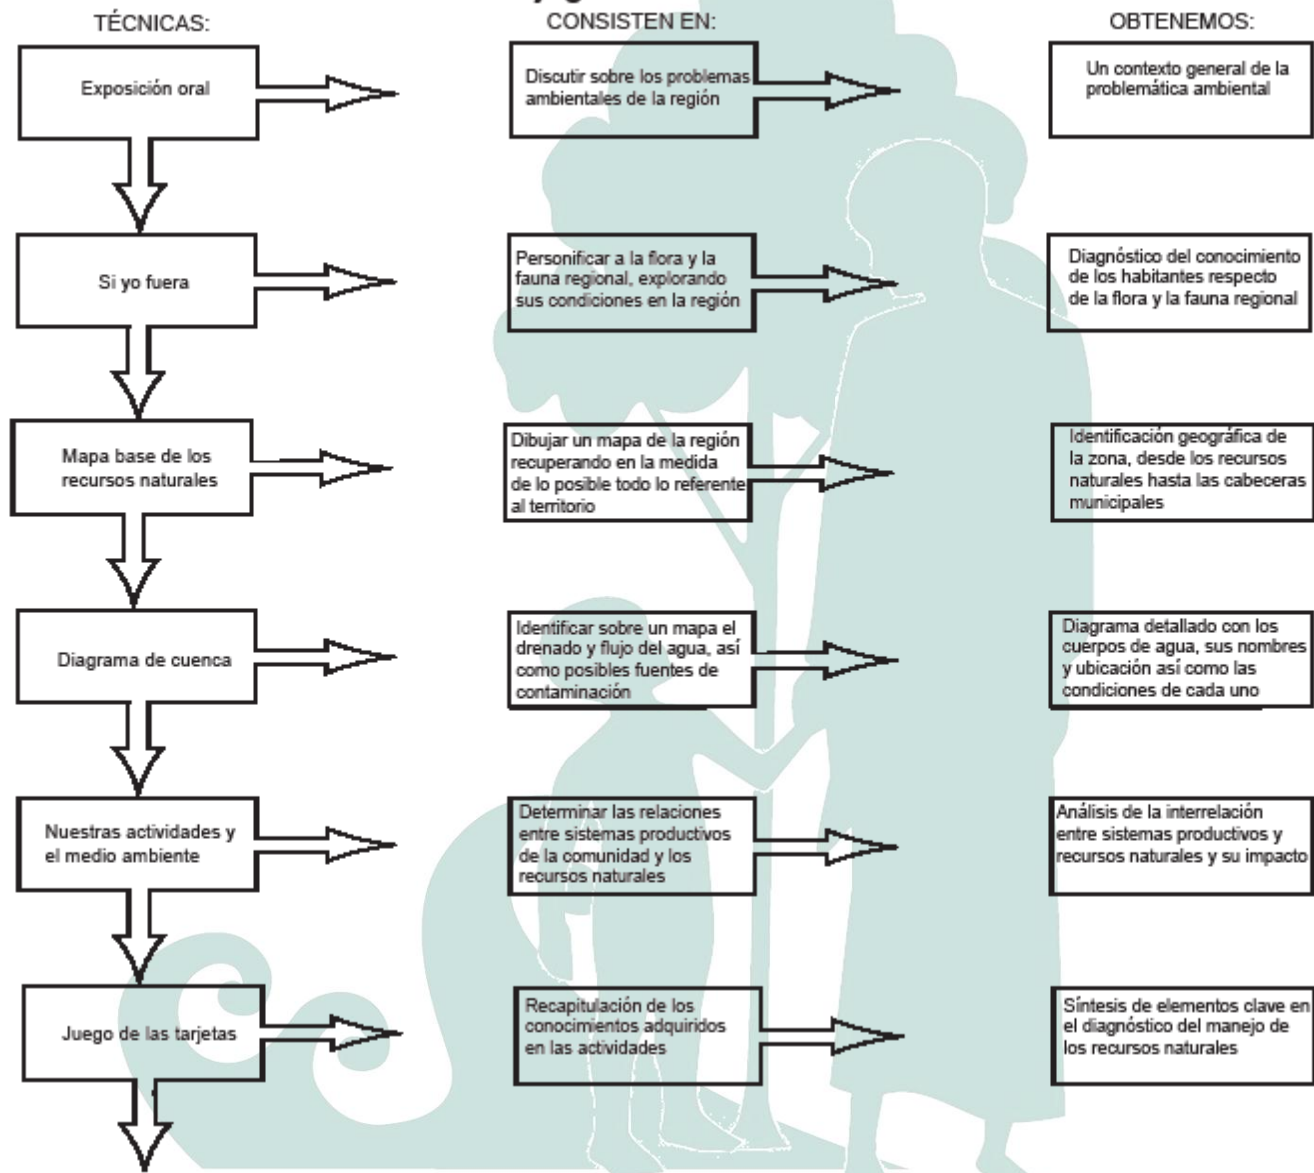 TÉCNICAS:
CONSISTEN EN:
OBTENEMOS:
Exposición oral
Discutir sobre los problemas
ambientales de la región
Un contexto general de la
problemática ambiental
Si yo fuera
Personificar a la flora y la
fauna regional, explorando
sus condiciones en la región
Diagnóstico del conocimiento
de los habitantes respecto
de la flora y la fauna regional
Mapa base de los
recursos naturales
Dibujar un mapa de la región
recuperando en la medida
de lo posible todo lo referente
al territorio
Identificación geográfica de
la zona, desde los recursos
naturales hasta las cabeceras
municipales
Diagrama de cuenca
Identificar sobre un mapa el
drenado y flujo del agua, así
como posibles fuentes de
contaminación
Diagrama detallado con los
cuerpos de agua, sus nombres
y ubicación así como las
condiciones de cada uno
Nuestras actividades y
el medio ambiente
Determinar las relaciones
entre sistemas productivos
de la comunidad y los
recursos naturales
Análisis de la interrelación
entre sistemas productivos y
recursos naturales y su impacto
Juego de las tarjetas
Recapitulación de los
conocimientos adquiridos
en las actividades
Síntesis de elementos clave en
el diagnóstico del manejo de
los recursos naturales